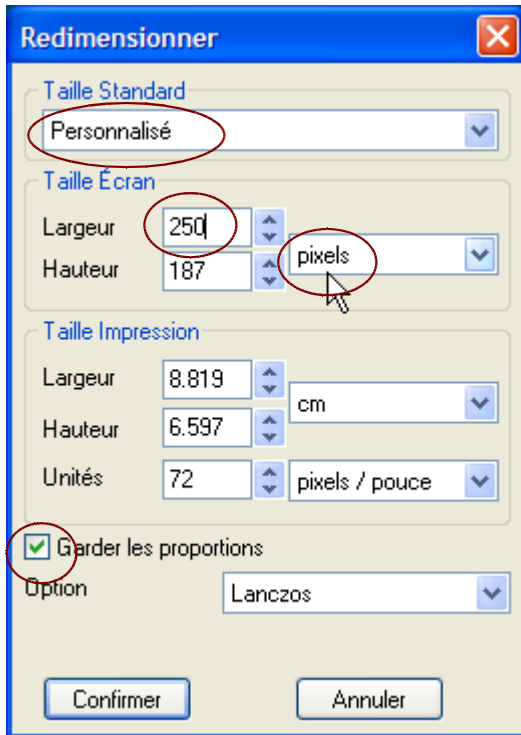 Redimensionner
Taille Standard
Personnalisé
Taille Écran
Largeur 250
Hauteur 187
pixels
Taille Impression
Largeur 8.819
Hauteur 6.597
cm
Unités 72 pixels / pouce
Garder les proportions
Option Lanczos
Confirmer Annuler